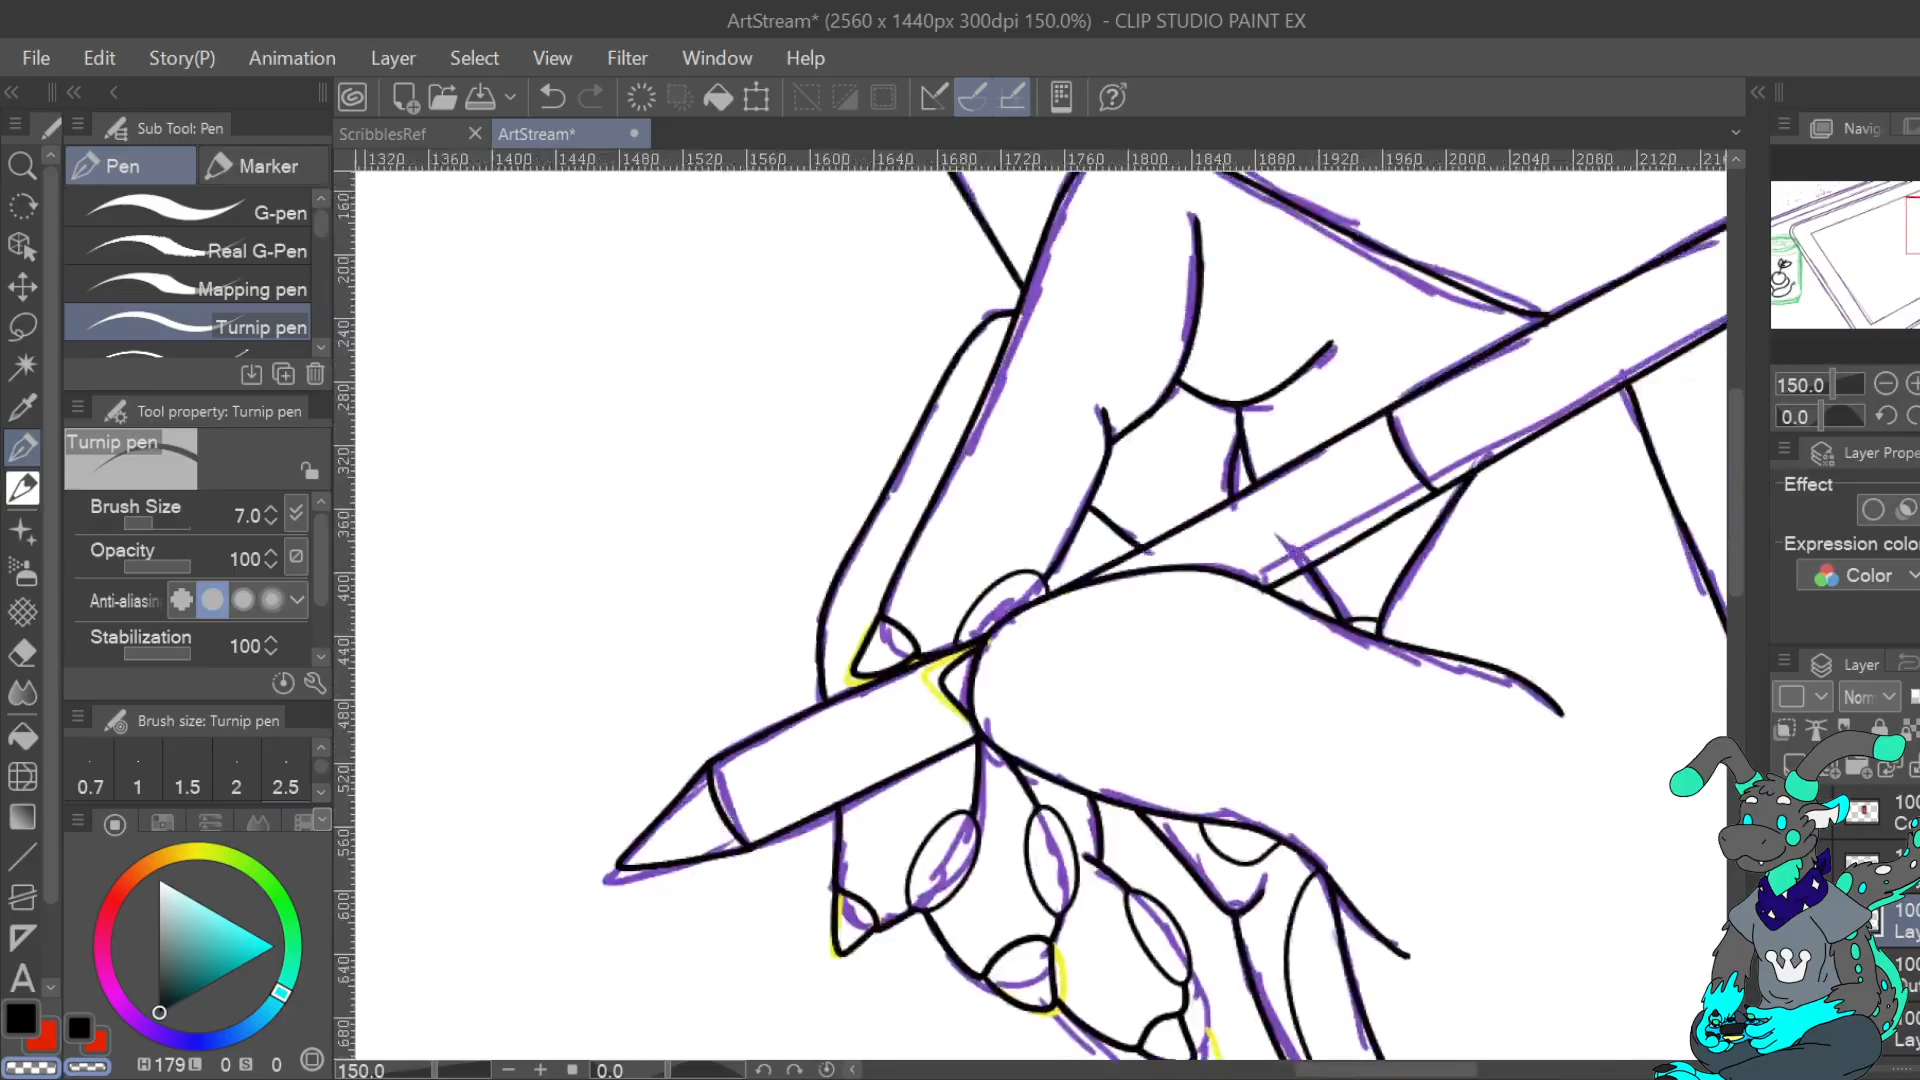 ArtStream* (2560 x 1440px 300dpi 150.0%) - CLIP STUDIO PAINT EX
File Edit Story(P) Animation Layer Select View Filter Window Help
Sub Tool: Pen
ScribblesRef ArtStream*
Navig
Pen Marker
1320 1360 1400 1440 1480 1520 1560 1600 1640 1680 1720 1760 1800 1840 1880 1920 1960 2000 2040 2080 2120
160
200
240
280
320
360
400
440
480
520
560
600
640
680
G-pen
Real G-Pen
Mapping pen
Turnip pen
Tool property: Turnip pen
Turnip pen
Brush Size 7.0
Opacity 100
Anti-aliasin
Stabilization 100
Brush size: Turnip pen
0.7 1 1.5 2 2.5
H 179 L 0 S 0
150.0 0.0
150.0
0.0
Layer Prope
Effect
Expression color
Color
Layer
Norm
100
100
Lay
100
Lay